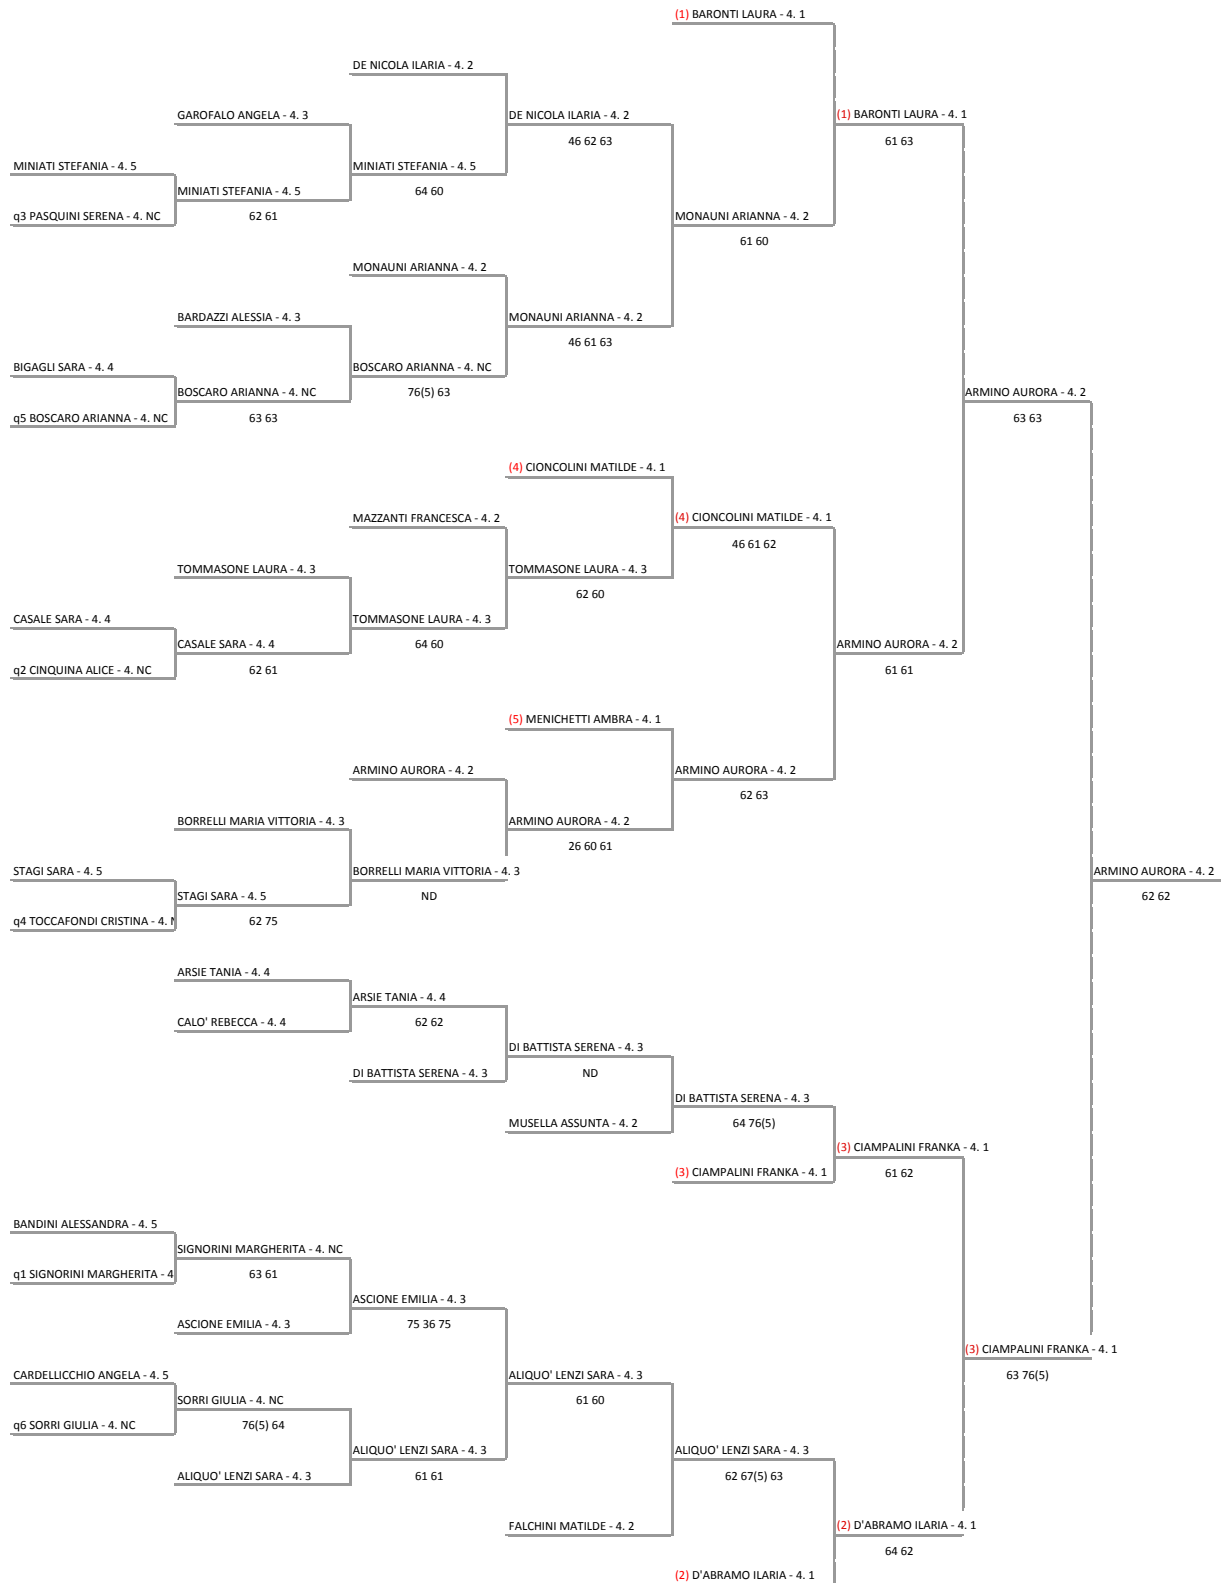 (1) BARONTI LAURA - 4. 1
DE NICOLA ILARIA - 4. 2
GAROFALO ANGELA - 4. 3
DE NICOLA ILARIA - 4. 2
(1) BARONTI LAURA - 4. 1
46 62 63
61 63
MINIATI STEFANIA - 4. 5
MINIATI STEFANIA - 4. 5
MINIATI STEFANIA - 4. 5
64 60
q3 PASQUINI SERENA - 4. NC
62 61
MONAUNI ARIANNA - 4. 2
61 60
MONAUNI ARIANNA - 4. 2
BARDAZZI ALESSIA - 4. 3
MONAUNI ARIANNA - 4. 2
46 61 63
BIGAGLI SARA - 4. 4
BOSCARO ARIANNA - 4. NC
BOSCARO ARIANNA - 4. NC
76(5) 63
ARMINO AURORA - 4. 2
q5 BOSCARO ARIANNA - 4. NC
63 63
63 63
(4) CIONCOLINI MATILDE - 4. 1
MAZZANTI FRANCESCA - 4. 2
(4) CIONCOLINI MATILDE - 4. 1
46 61 62
TOMMASONE LAURA - 4. 3
TOMMASONE LAURA - 4. 3
62 60
CASALE SARA - 4. 4
TOMMASONE LAURA - 4. 3
CASALE SARA - 4. 4
64 60
ARMINO AURORA - 4. 2
q2 CINQUINA ALICE - 4. NC
62 61
61 61
(5) MENICHETTI AMBRA - 4. 1
ARMINO AURORA - 4. 2
ARMINO AURORA - 4. 2
62 63
BORRELLI MARIA VITTORIA - 4. 3
ARMINO AURORA - 4. 2
26 60 61
STAGI SARA - 4. 5
BORRELLI MARIA VITTORIA - 4. 3
ARMINO AURORA - 4. 2
STAGI SARA - 4. 5
ND
62 62
q4 TOCCAFONDI CRISTINA - 4.
62 75
ARSIE TANIA - 4. 4
ARSIE TANIA - 4. 4
CALO' REBECCA - 4. 4
62 62
DI BATTISTA SERENA - 4. 3
DI BATTISTA SERENA - 4. 3
ND
DI BATTISTA SERENA - 4. 3
MUSELLA ASSUNTA - 4. 2
64 76(5)
(3) CIAMPALINI FRANKA - 4. 1
(3) CIAMPALINI FRANKA - 4. 1
61 62
BANDINI ALESSANDRA - 4. 5
SIGNORINI MARGHERITA - 4. NC
q1 SIGNORINI MARGHERITA - 4
63 61
ASCIONE EMILIA - 4. 3
ASCIONE EMILIA - 4. 3
75 36 75
(3) CIAMPALINI FRANKA - 4. 1
CARDELLICCHIO ANGELA - 4. 5
ALIQUO' LENZI SARA - 4. 3
63 76(5)
SORRI GIULIA - 4. NC
61 60
q6 SORRI GIULIA - 4. NC
76(5) 64
ALIQUO' LENZI SARA - 4. 3
ALIQUO' LENZI SARA - 4. 3
ALIQUO' LENZI SARA - 4. 3
61 61
62 67(5) 63
FALCHINI MATILDE - 4. 2
(2) D'ABRAMO ILARIA - 4. 1
64 62
(2) D'ABRAMO ILARIA - 4. 1